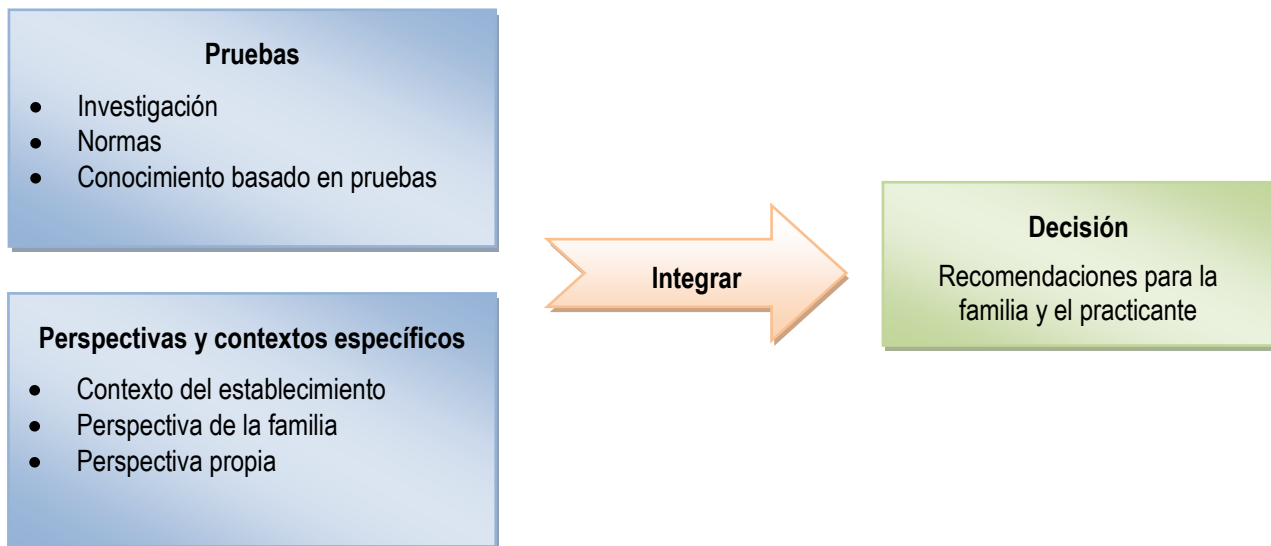 Pruebas
• Investigación
• Normas
• Conocimiento basado en pruebas
Perspectivas y contextos específicos
• Contexto del establecimiento
• Perspectiva de la familia
• Perspectiva propia
Integrar
Decisión
Recomendaciones para la
familia y el practicante